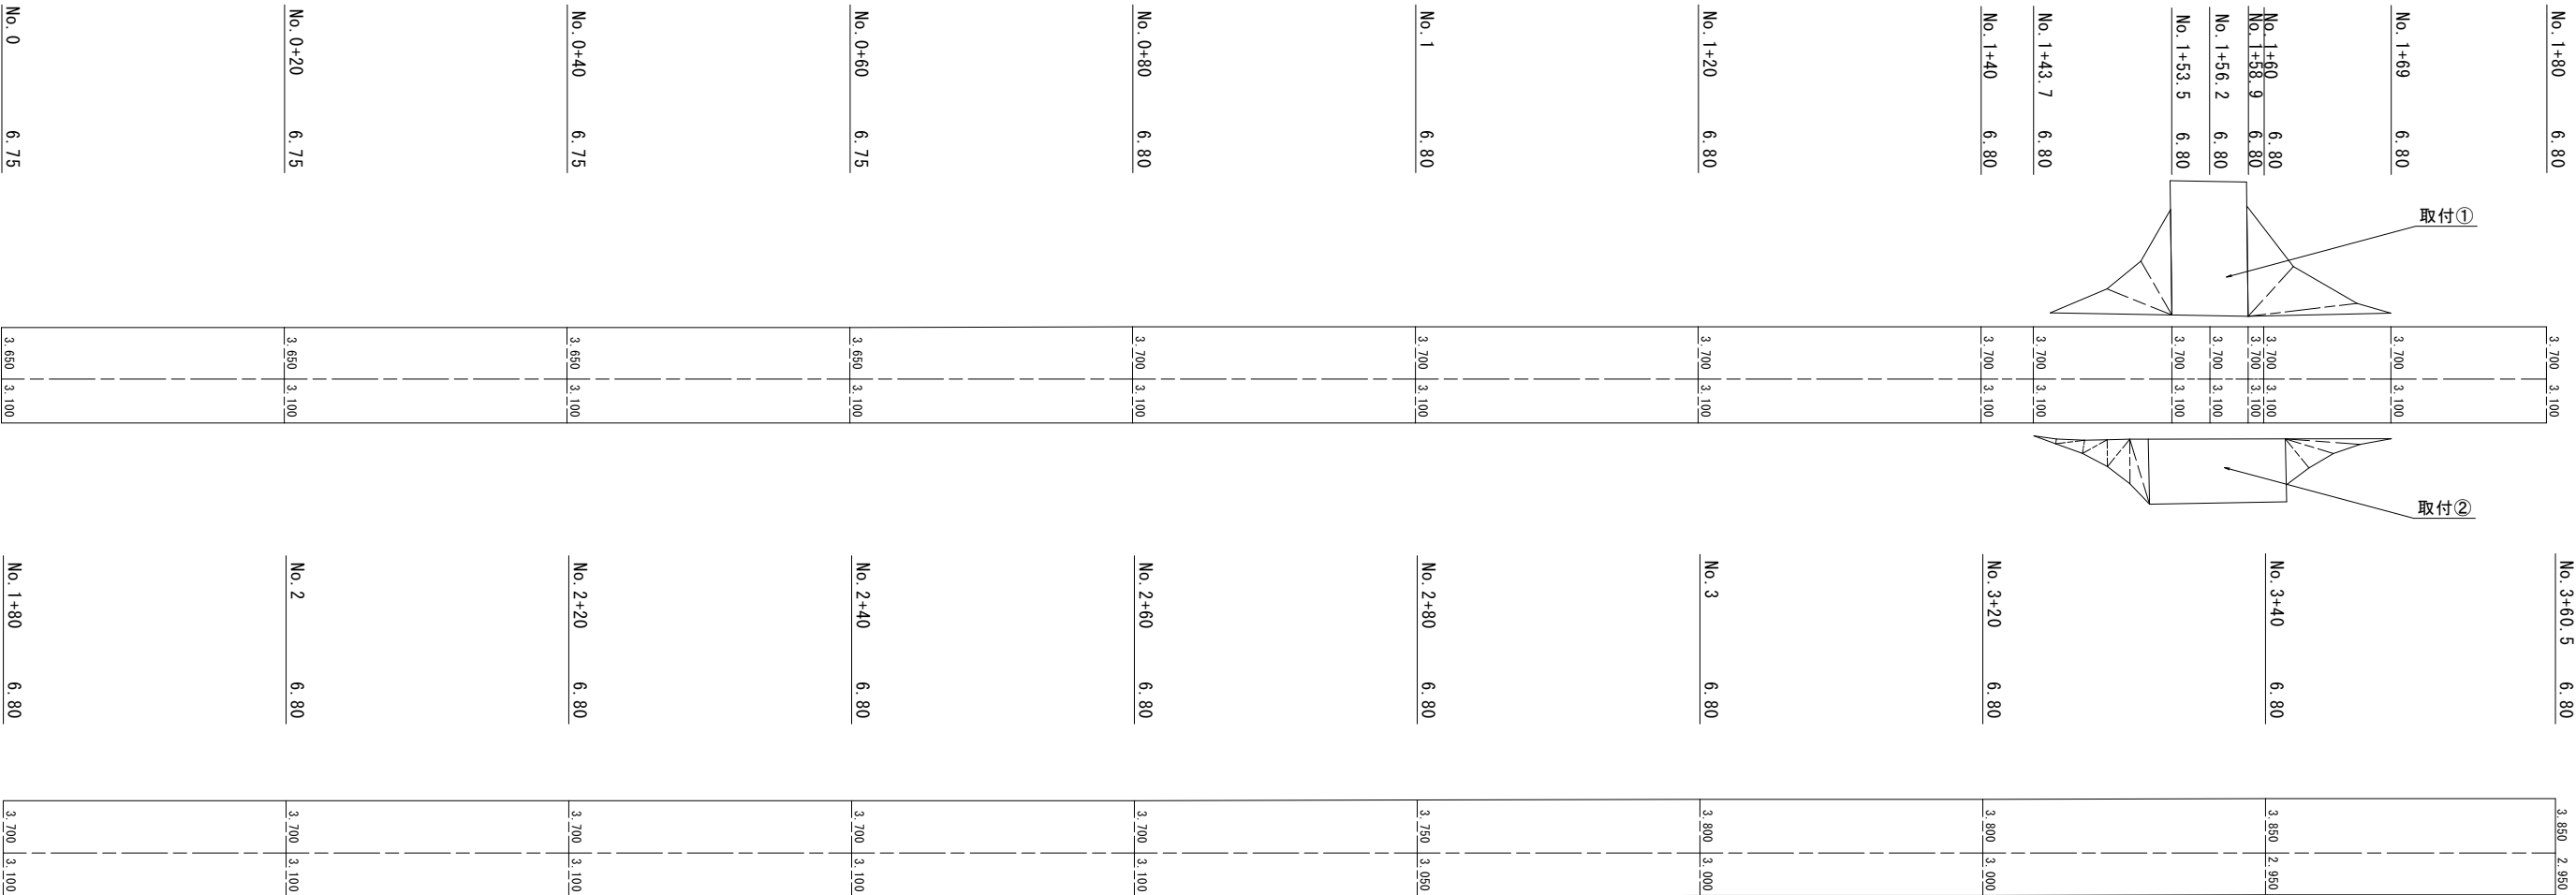 No. 0 6. 75
No. 0+20 6. 75
No. 0+40 6. 75
No. 0+60 6. 75
No. 0+80 6. 80
No. 1 6. 80
No. 1+20 6. 80
No. 1+40 6. 80
No. 1+43. 7 6. 80
No. 1+53. 5 6. 80
No. 1+56. 2 6. 80
No. 1+58. 9 6. 80
No. 1+60 6. 80
No. 1+69 6. 80
No. 1+80 6. 80
取付①
3. 650 3. 100
3. 650 3. 100
3. 650 3. 100
3. 650 3. 100
3. 700 3. 100
3. 700 3. 100
3. 700 3. 100
3. 700 3. 100
3. 700 3. 100
3. 700 3. 100
3. 700 3. 100
3. 700 3. 100
3. 700 3. 100
3. 700 3. 100
3. 700 3. 100
取付②
No. 1+80 6. 80
No. 2 6. 80
No. 2+20 6. 80
No. 2+40 6. 80
No. 2+60 6. 80
No. 2+80 6. 80
No. 3 6. 80
No. 3+20 6. 80
No. 3+40 6. 80
No. 3+60. 5 6. 80
3. 700 3. 100
3. 700 3. 100
3. 700 3. 100
3. 700 3. 100
3. 700 3. 100
3. 750 3. 050
3. 800 3. 000
3. 800 3. 000
3. 850 2. 950
3. 850 2. 950